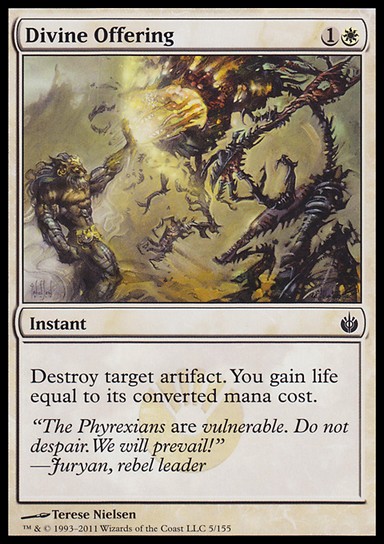 Divine Offering 1
Instant
Destroy target artifact. You gain life
equal to its converted mana cost.
“The Phyrexians are vulnerable. Do not
despair. We will prevail!”
—Juryan, rebel leader
Terese Nielsen
™ & © 1993–2011 Wizards of the Coast LLC 5/155